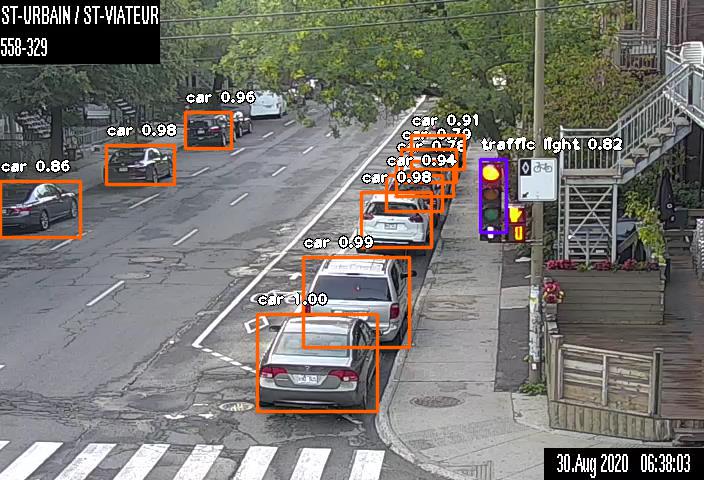 ST-URBAIN / ST-VIATEUR
558-329
car 0.96
car 0.98
car 0.86
car 0.91
car 0.94
car 0.98
traffic light 0.82
car 0.99
car 1.00
30.Aug 2020 06:38:03